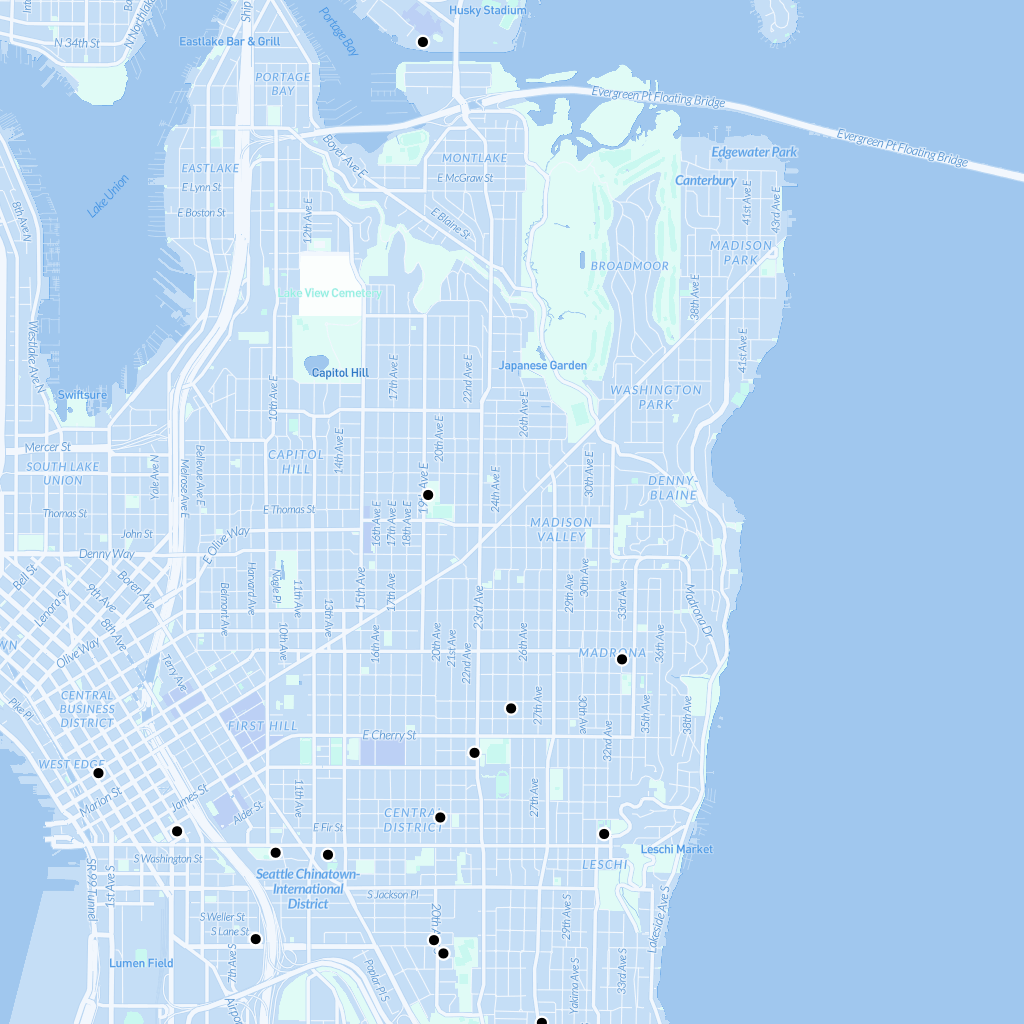 Husky Stadium
Portage Bay
N 34th St
N Northlake
Eastlake Bar & Grill
Ship
PORTAGE
BAY
Evergreen Pt Floating Bridge
Evergreen Pt Floating Bridge
Boyer Ave E
MONTLAKE
Edgewater Park
EASTLAKE
E Lynn St
E McGraw St
Canterbury
Lake Union
8th Ave N
E Boston St
12th Ave E
E Blaine St
41st Ave E
43rd Ave E
MADISON
PARK
BROADMOOR
38th Ave E
Lake View Cemetery
Westlake Ave N
41st Ave E
Capitol Hill
17th Ave E
22nd Ave E
Japanese Garden
Swiftsure
10th Ave E
WASHINGTON
PARK
26th Ave E
20th Ave E
14th Ave E
Mercer St
SOUTH LAKE
UNION
Yale Ave N
Melrose Ave E
Bellevue Ave E
CAPITOL
HILL
19th Ave E
24th Ave E
30th Ave E
DENNY-
BLAINE
Thomas St
E Thomas St
16th Ave E
17th Ave E
18th Ave E
MADISON
VALLEY
John St
E Olive Way
Denny Way
Bell St
Lenora St
9th Ave
8th Ave
Boren Ave
Belmont Ave
Harvard Ave
Nagle Pl
11th Ave
10th Ave
13th Ave
15th Ave
17th Ave
16th Ave
23rd Ave
20th Ave
21st Ave
22nd Ave
26th Ave
29th Ave
30th Ave
33rd Ave
36th Ave
Madrona Dr
MADRONA
Olive Way
Terry Ave
CENTRAL
BUSINESS
DISTRICT
Pike Pl
FIRST HILL
E Cherry St
27th Ave
30th Ave
32nd Ave
35th Ave
38th Ave
WEST EDGE
Marion St
James St
Alder St
11th Ave
E Fir St
CENTRAL
DISTRICT
27th Ave
Leschi Market
LESCHI
S Washington St
SR 99 Tunnel
1st Ave S
Seattle Chinatown-
International
District
S Jackson Pl
S Weller St
S Lane St
20th A
29th Ave S
Lakeside Ave S
Lumen Field
7th Ave S
Poplar Pl S
Yakima Ave S
33rd Ave S